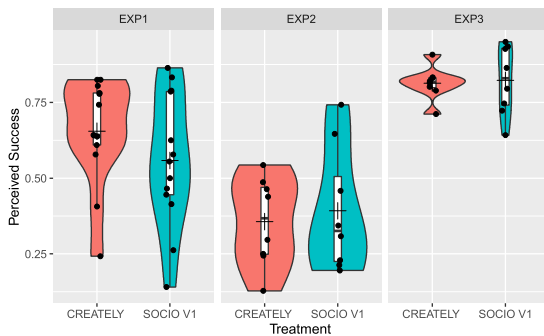 EXP1 EXP2 EXP3
Perceived Success
0.75
0.50
0.25
CREATELY SOCIO V1 CREATELY SOCIO V1 CREATELY SOCIO V1
Treatment